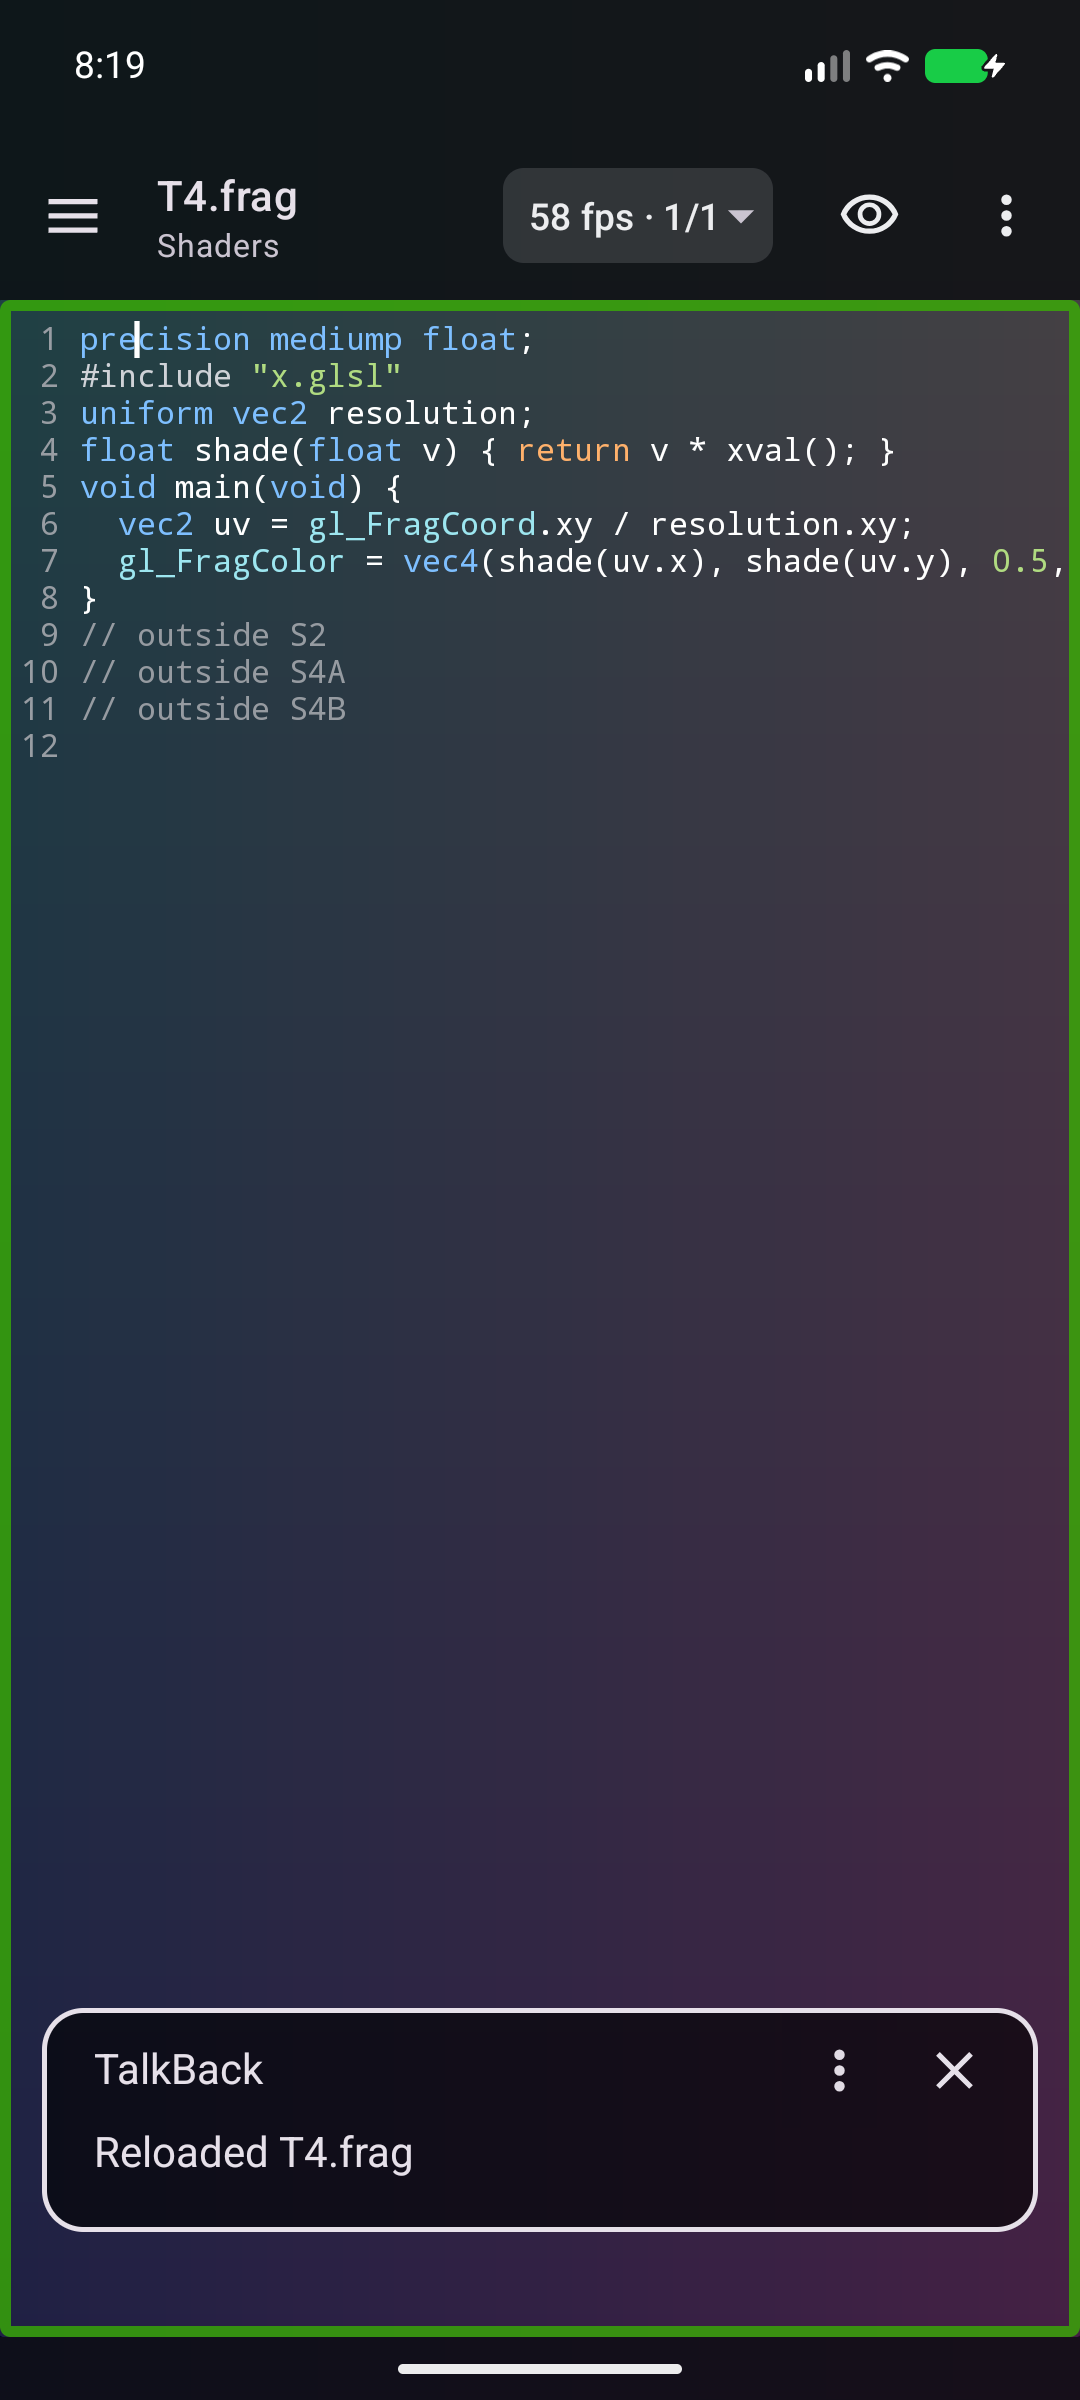 8:19
T4.frag
Shaders
58 fps · 1/1
1 precision mediump float;
2 #include "x.glsl"
3 uniform vec2 resolution;
4 float shade(float v) { return v * xval(); }
5 void main(void) {
6   vec2 uv = gl_FragCoord.xy / resolution.xy;
7   gl_FragColor = vec4(shade(uv.x), shade(uv.y), 0.5,
8 }
9 // outside S2
10 // outside S4A
11 // outside S4B
12
TalkBack
Reloaded T4.frag